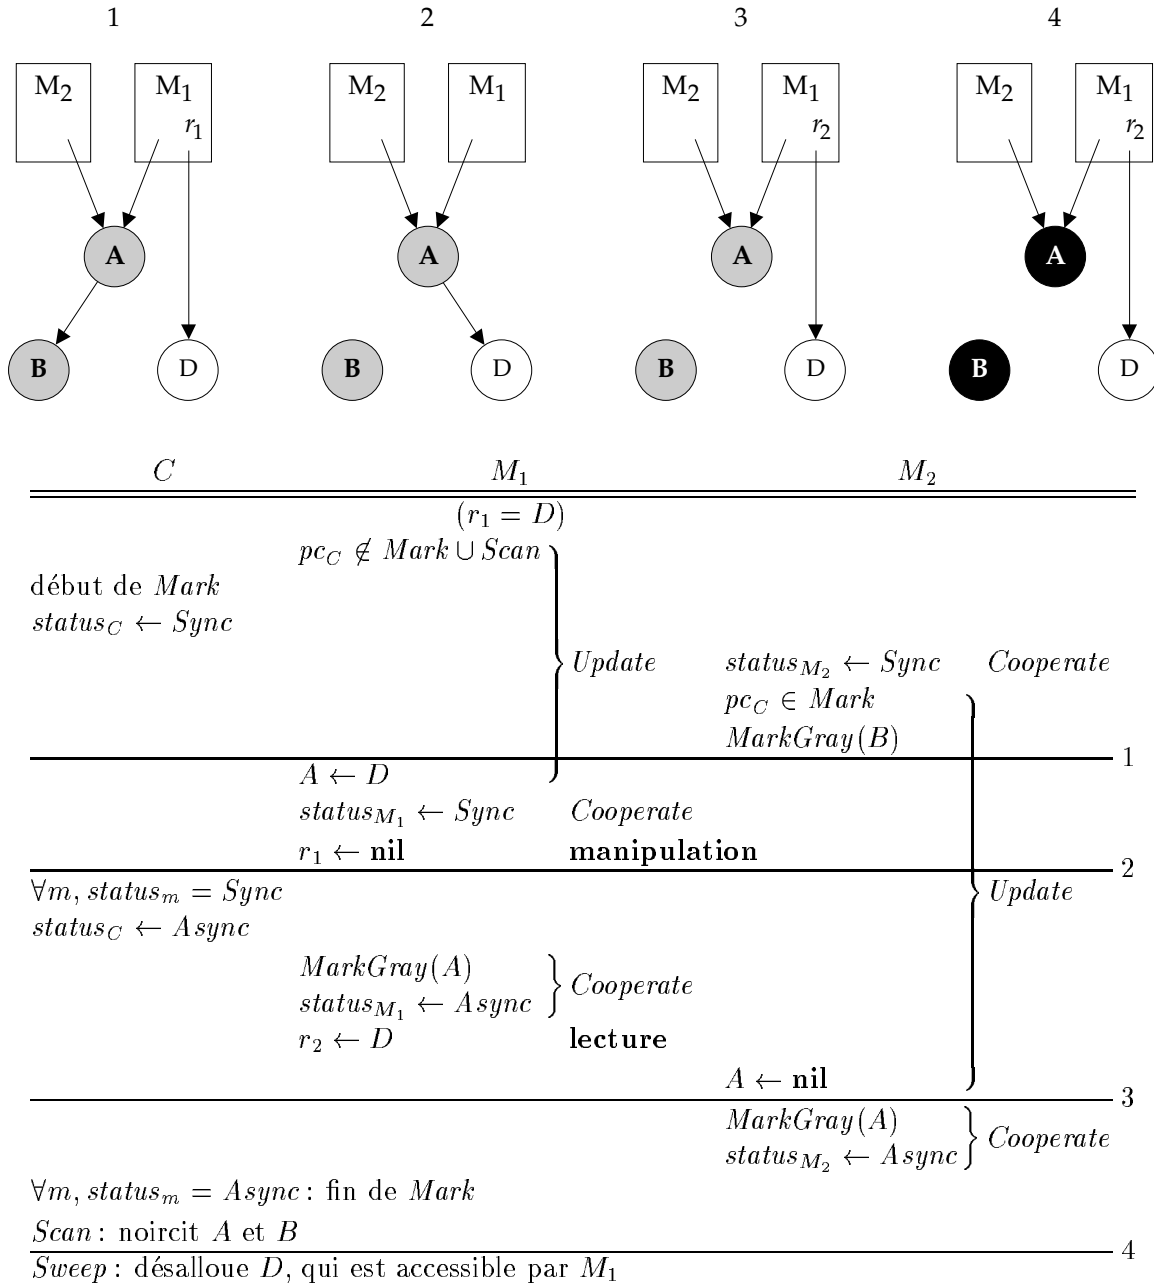 1 2 3 4
M2 M1 M2 M1 M2 M1 M2 M1
r1 r2 r2
A A A A
B D B D B D B D
C M1 M2
(r1 = D)
pcC ∉ Mark ∪ Scan
début de Mark
statusC ← Sync
Update statusM2 ← Sync Cooperate
pcC ∈ Mark
MarkGray(B)
1
A ← D
statusM1 ← Sync Cooperate
r1 ← nil manipulation
2
∀m, statusm = Sync Update
statusC ← Async
MarkGray(A)
Cooperate
statusM1 ← Async
r2 ← D lecture
A ← nil
3
MarkGray(A)
Cooperate
statusM2 ← Async
∀m, statusm = Async : fin de Mark
Scan : noircit A et B
4
Sweep : désalloue D, qui est accessible par M1